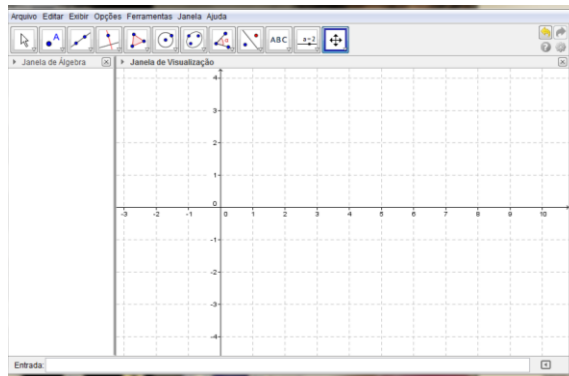 Arquivo Editar Exibir Opções Ferramentas Janela Ajuda
A ABC a=2
Janela de Álgebra Janela de Visualização
4
3
2
1
0
-3 -2 -1 0 1 2 3 4 5 6 7 8 9 10
-1
-2
-3
-4
Entrada: